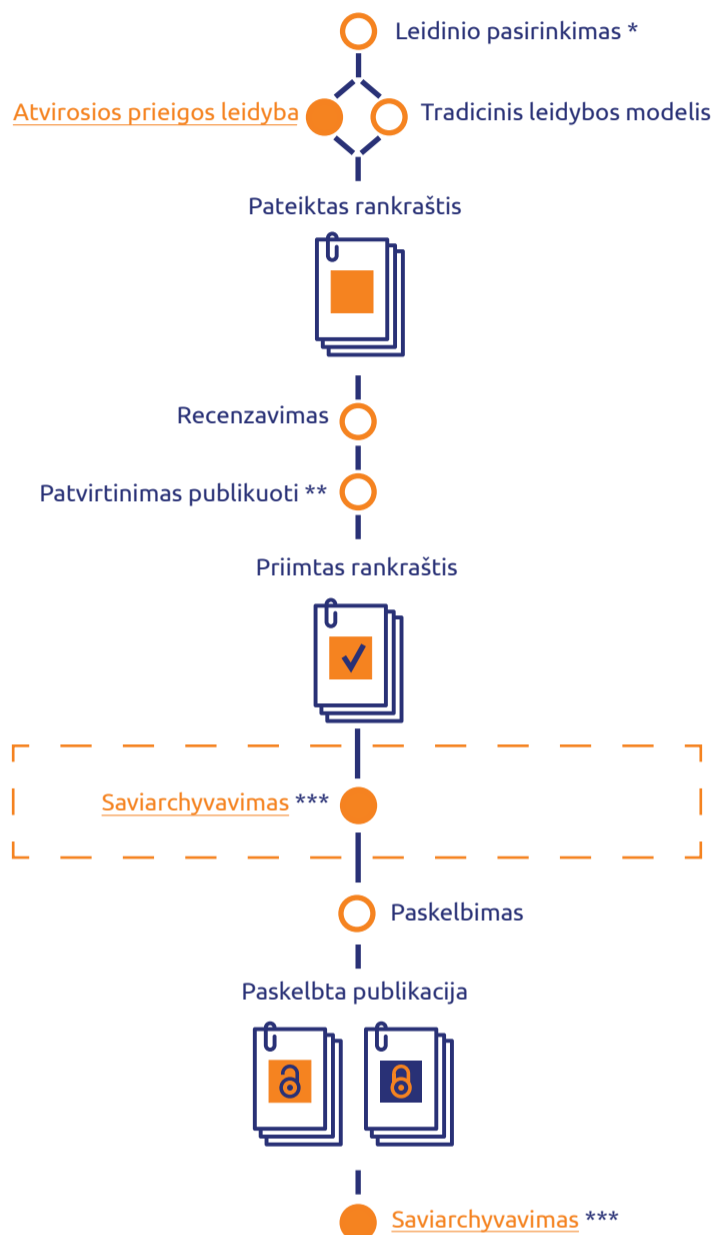 Leidinio pasirinkimas *
Atvirosios prieigos leidyba
Tradicinis leidybos modelis
Pateiktas rankraštis
Recenzavimas
Patvirtinimas publikuoti **
Priimtas rankraštis
Saviarchyvavimas ***
Paskelbimas
Paskelbta publikacija
Saviarchyvavimas ***